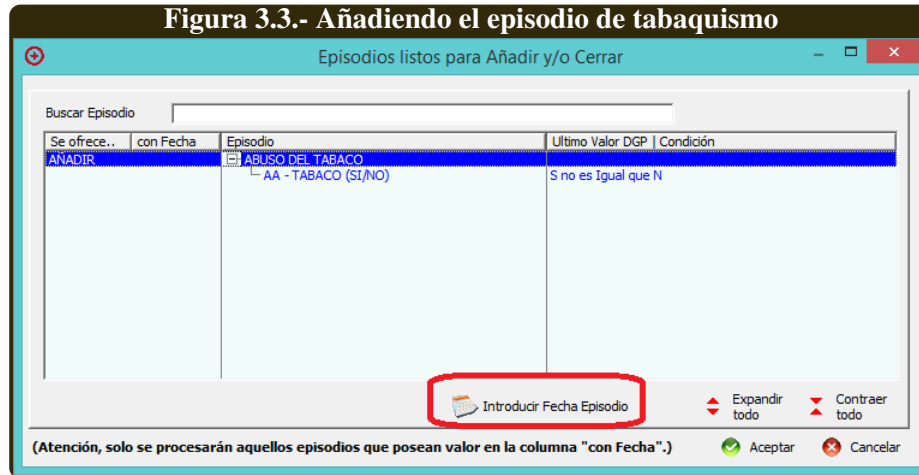 Figura 3.3.- Añadiendo el episodio de tabaquismo
Episodios listos para Añadir y/o Cerrar
Buscar Episodio
Se ofrece.. con Fecha Episodio Ultimo Valor DGP | Condición
AÑADIR ABUSO DEL TABACO
AA - TABACO (SI/NO) S no es Igual que N
Introducir Fecha Episodio Expandir todo Contraer todo
(Atención, solo se procesarán aquellos episodios que posean valor en la columna "con Fecha".) Aceptar Cancelar